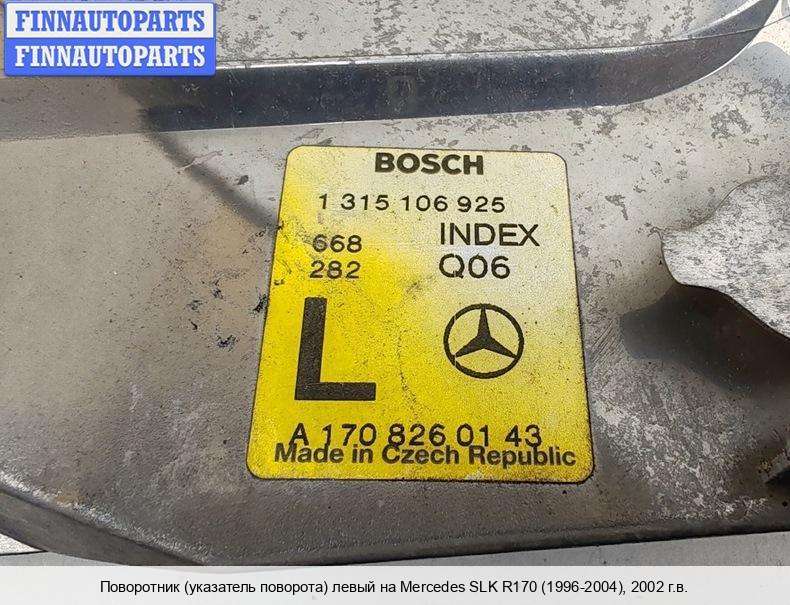 FINNAUTOPARTS
FINNAUTOPARTS
BOSCH
1 315 106 925
668 INDEX
282 Q06
L
A 170 826 01 43
Made in Czech Republic
Поворотник (указатель поворота) левый на Mercedes SLK R170 (1996-2004), 2002 г.в.